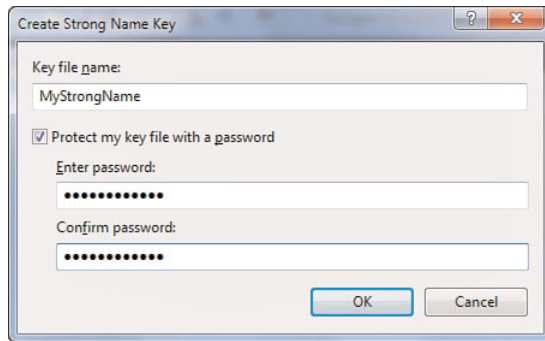 Create Strong Name Key
Key file name:
MyStrongName
Protect my key file with a password
Enter password:
••••••••••••
Confirm password:
••••••••••••
OK Cancel